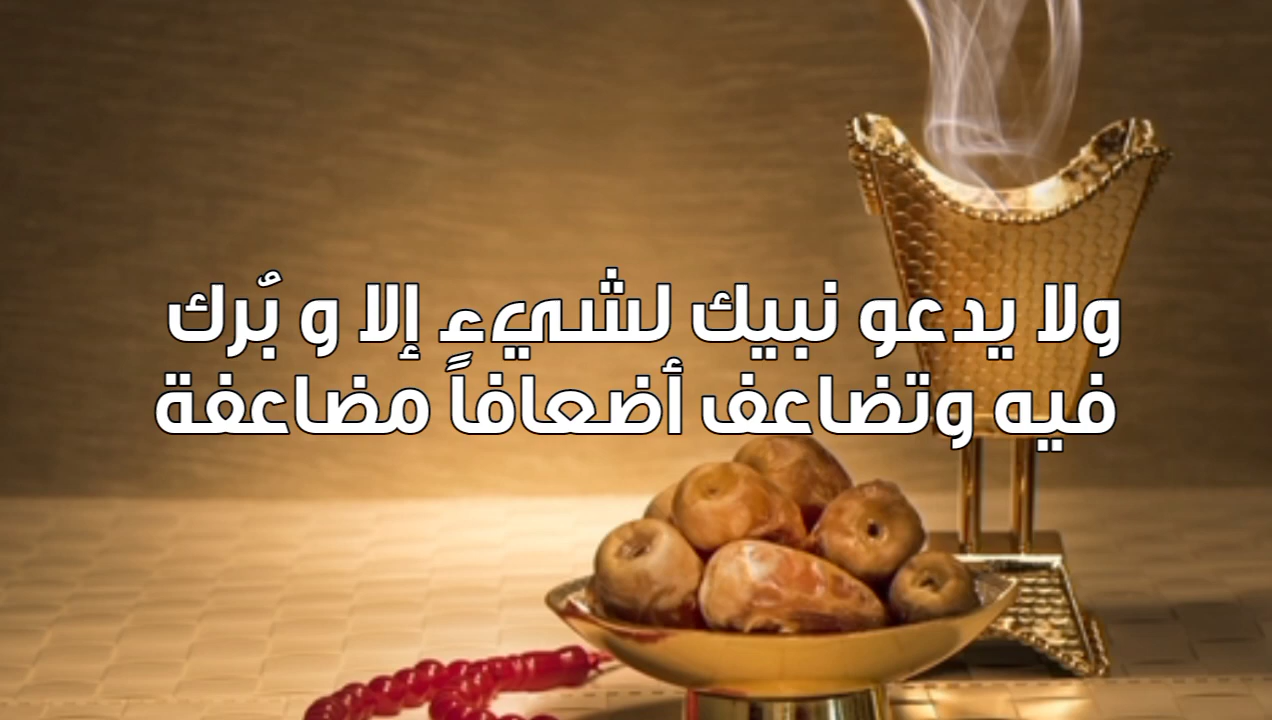 ولا يدعو نبيك لشيء إلا و بُرك
فيه وتضاعف أضعافاً مضاعفة